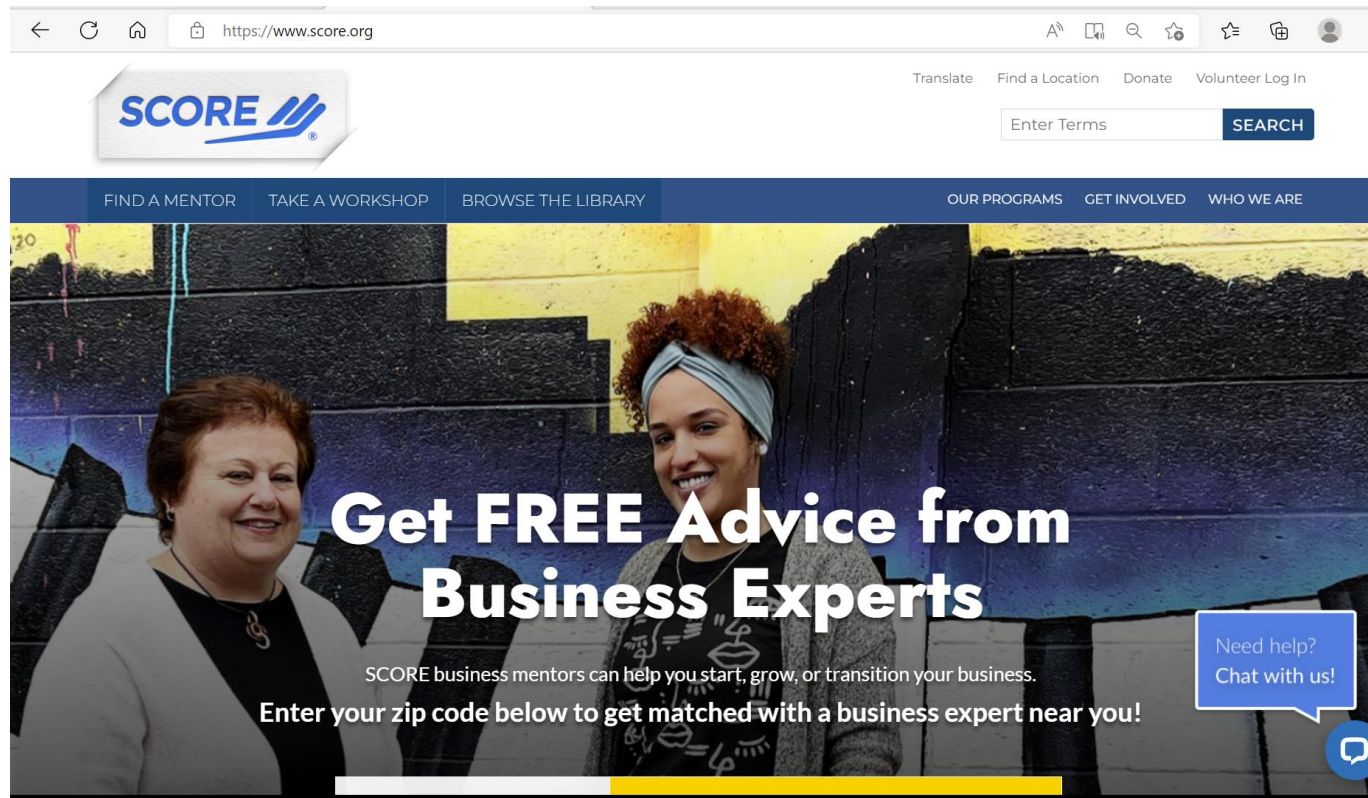 https://www.score.org
Translate Find a Location Donate Volunteer Log In
SCORE ®
Enter Terms SEARCH
FIND A MENTOR TAKE A WORKSHOP BROWSE THE LIBRARY OUR PROGRAMS GET INVOLVED WHO WE ARE
'20
Get FREE Advice from
Business Experts
SCORE business mentors can help you start, grow, or transition your business.
Enter your zip code below to get matched with a business expert near you!
Need help?
Chat with us!